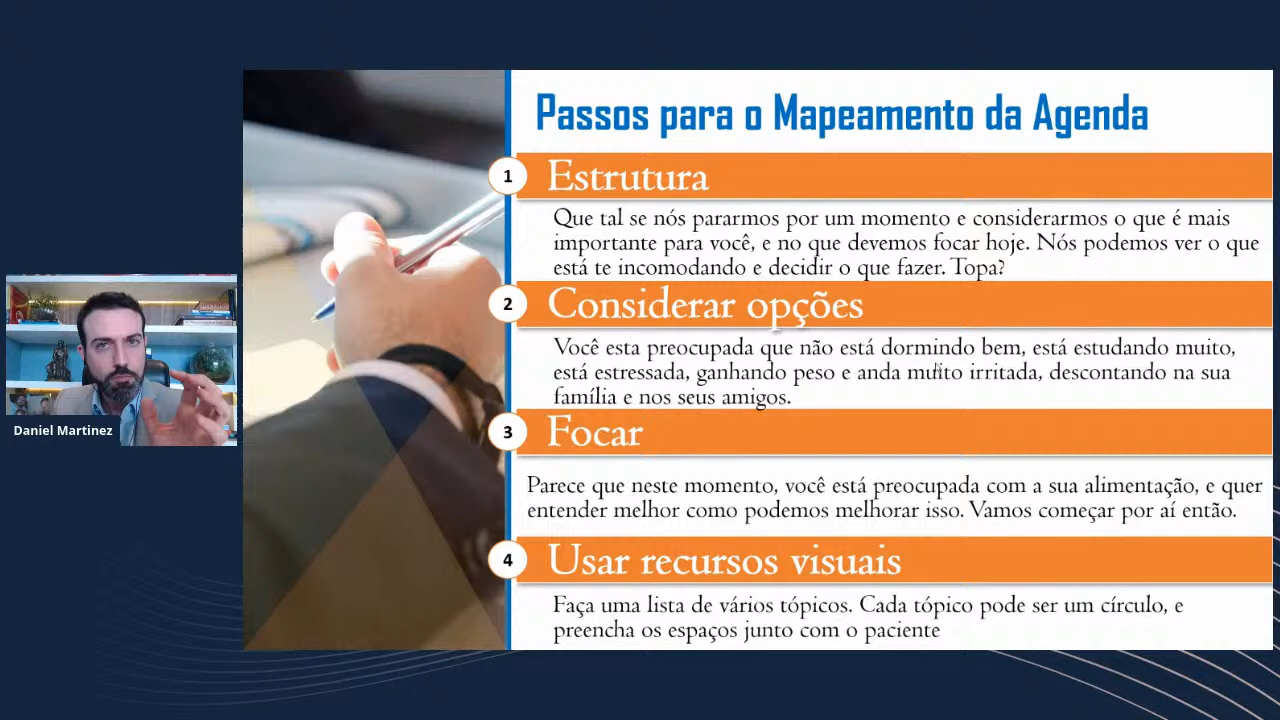 Passos para o Mapeamento da Agenda
1 Estrutura
Que tal se nós pararmos por um momento e considerarmos o que é mais
importante para você, e no que devemos focar hoje. Nós podemos ver o que
está te incomodando e decidir o que fazer. Topa?
2 Considerar opções
Você esta preocupada que não está dormindo bem, está estudando muito,
está estressada, ganhando peso e anda muito irritada, descontando na sua
família e nos seus amigos.
3 Focar
Parece que neste momento, você está preocupada com a sua alimentação, e quer
entender melhor como podemos melhorar isso. Vamos começar por aí então.
4 Usar recursos visuais
Faça uma lista de vários tópicos. Cada tópico pode ser um círculo, e
preencha os espaços junto com o paciente
Daniel Martinez